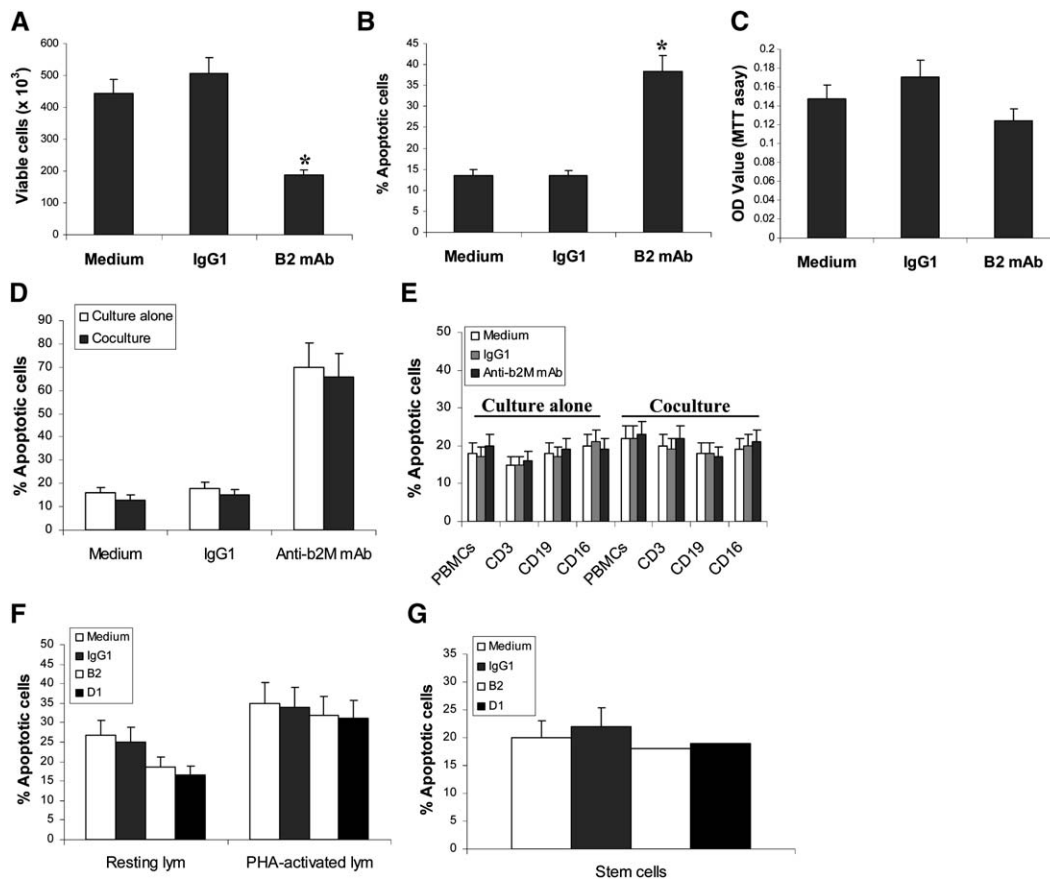 A
Viable cells (x 10³)
600
500
400
300
200
100
0
*
Medium IgG1 B2 mAb
B
% Apoptotic cells
45
40
35
30
25
20
15
10
5
0
*
Medium IgG1 B2 mAb
C
OD Value (MTT assay)
0.2
0.18
0.16
0.14
0.12
0.1
0.08
0.06
0.04
0.02
0
Medium IgG1 B2 mAb
D
% Apoptotic cells
90
80
70
60
50
40
30
20
10
0
Culture alone
Coculture
Medium IgG1 Anti-b2M mAb
E
% Apoptotic cells
50
40
30
20
10
0
Medium
IgG1
Anti-b2M mAb
Culture alone Coculture
PBMCs CD3 CD19 CD16 PBMCs CD3 CD19 CD16
F
% Apoptotic cells
50
45
40
35
30
25
20
15
10
5
0
Medium
IgG1
B2
D1
Resting lym PHA-activated lym
G
% Apoptotic cells
35
30
25
20
15
10
5
0
Medium
IgG1
B2
D1
Stem cells